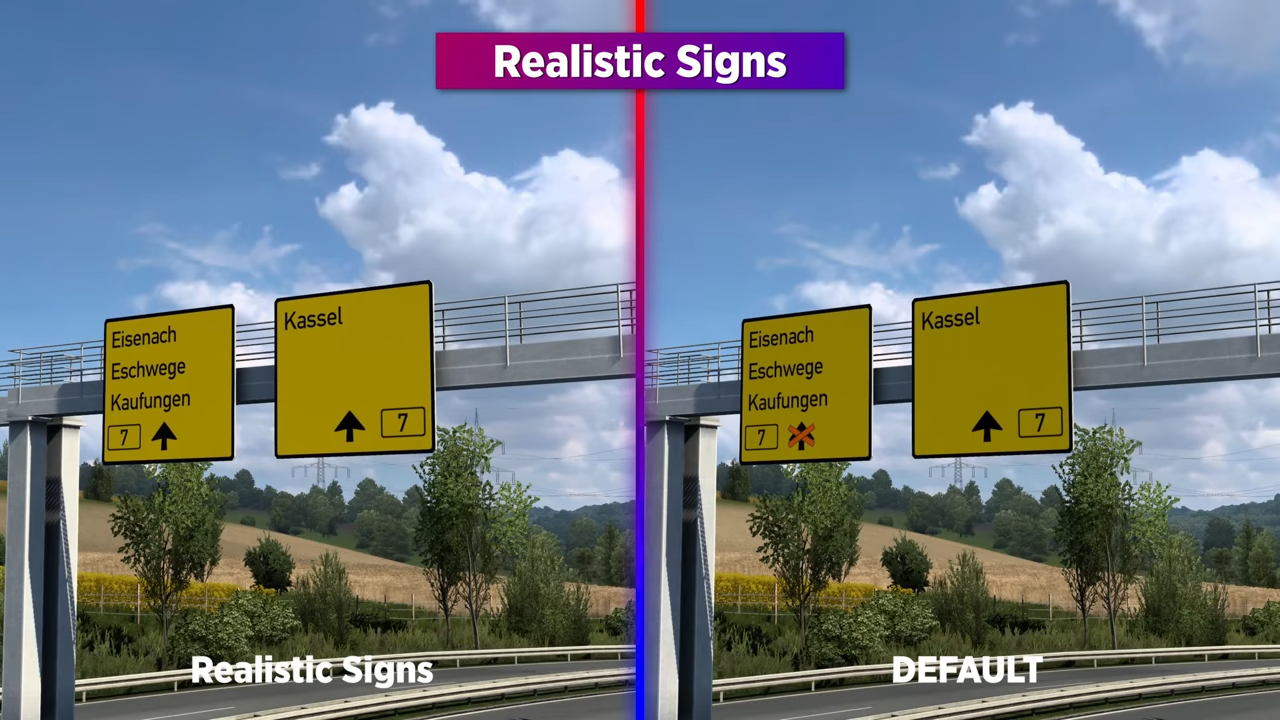 Realistic Signs
Eisenach
Eschwege
Kaufungen
7
Kassel
7
Eisenach
Eschwege
Kaufungen
7
Kassel
7
Realistic Signs
DEFAULT